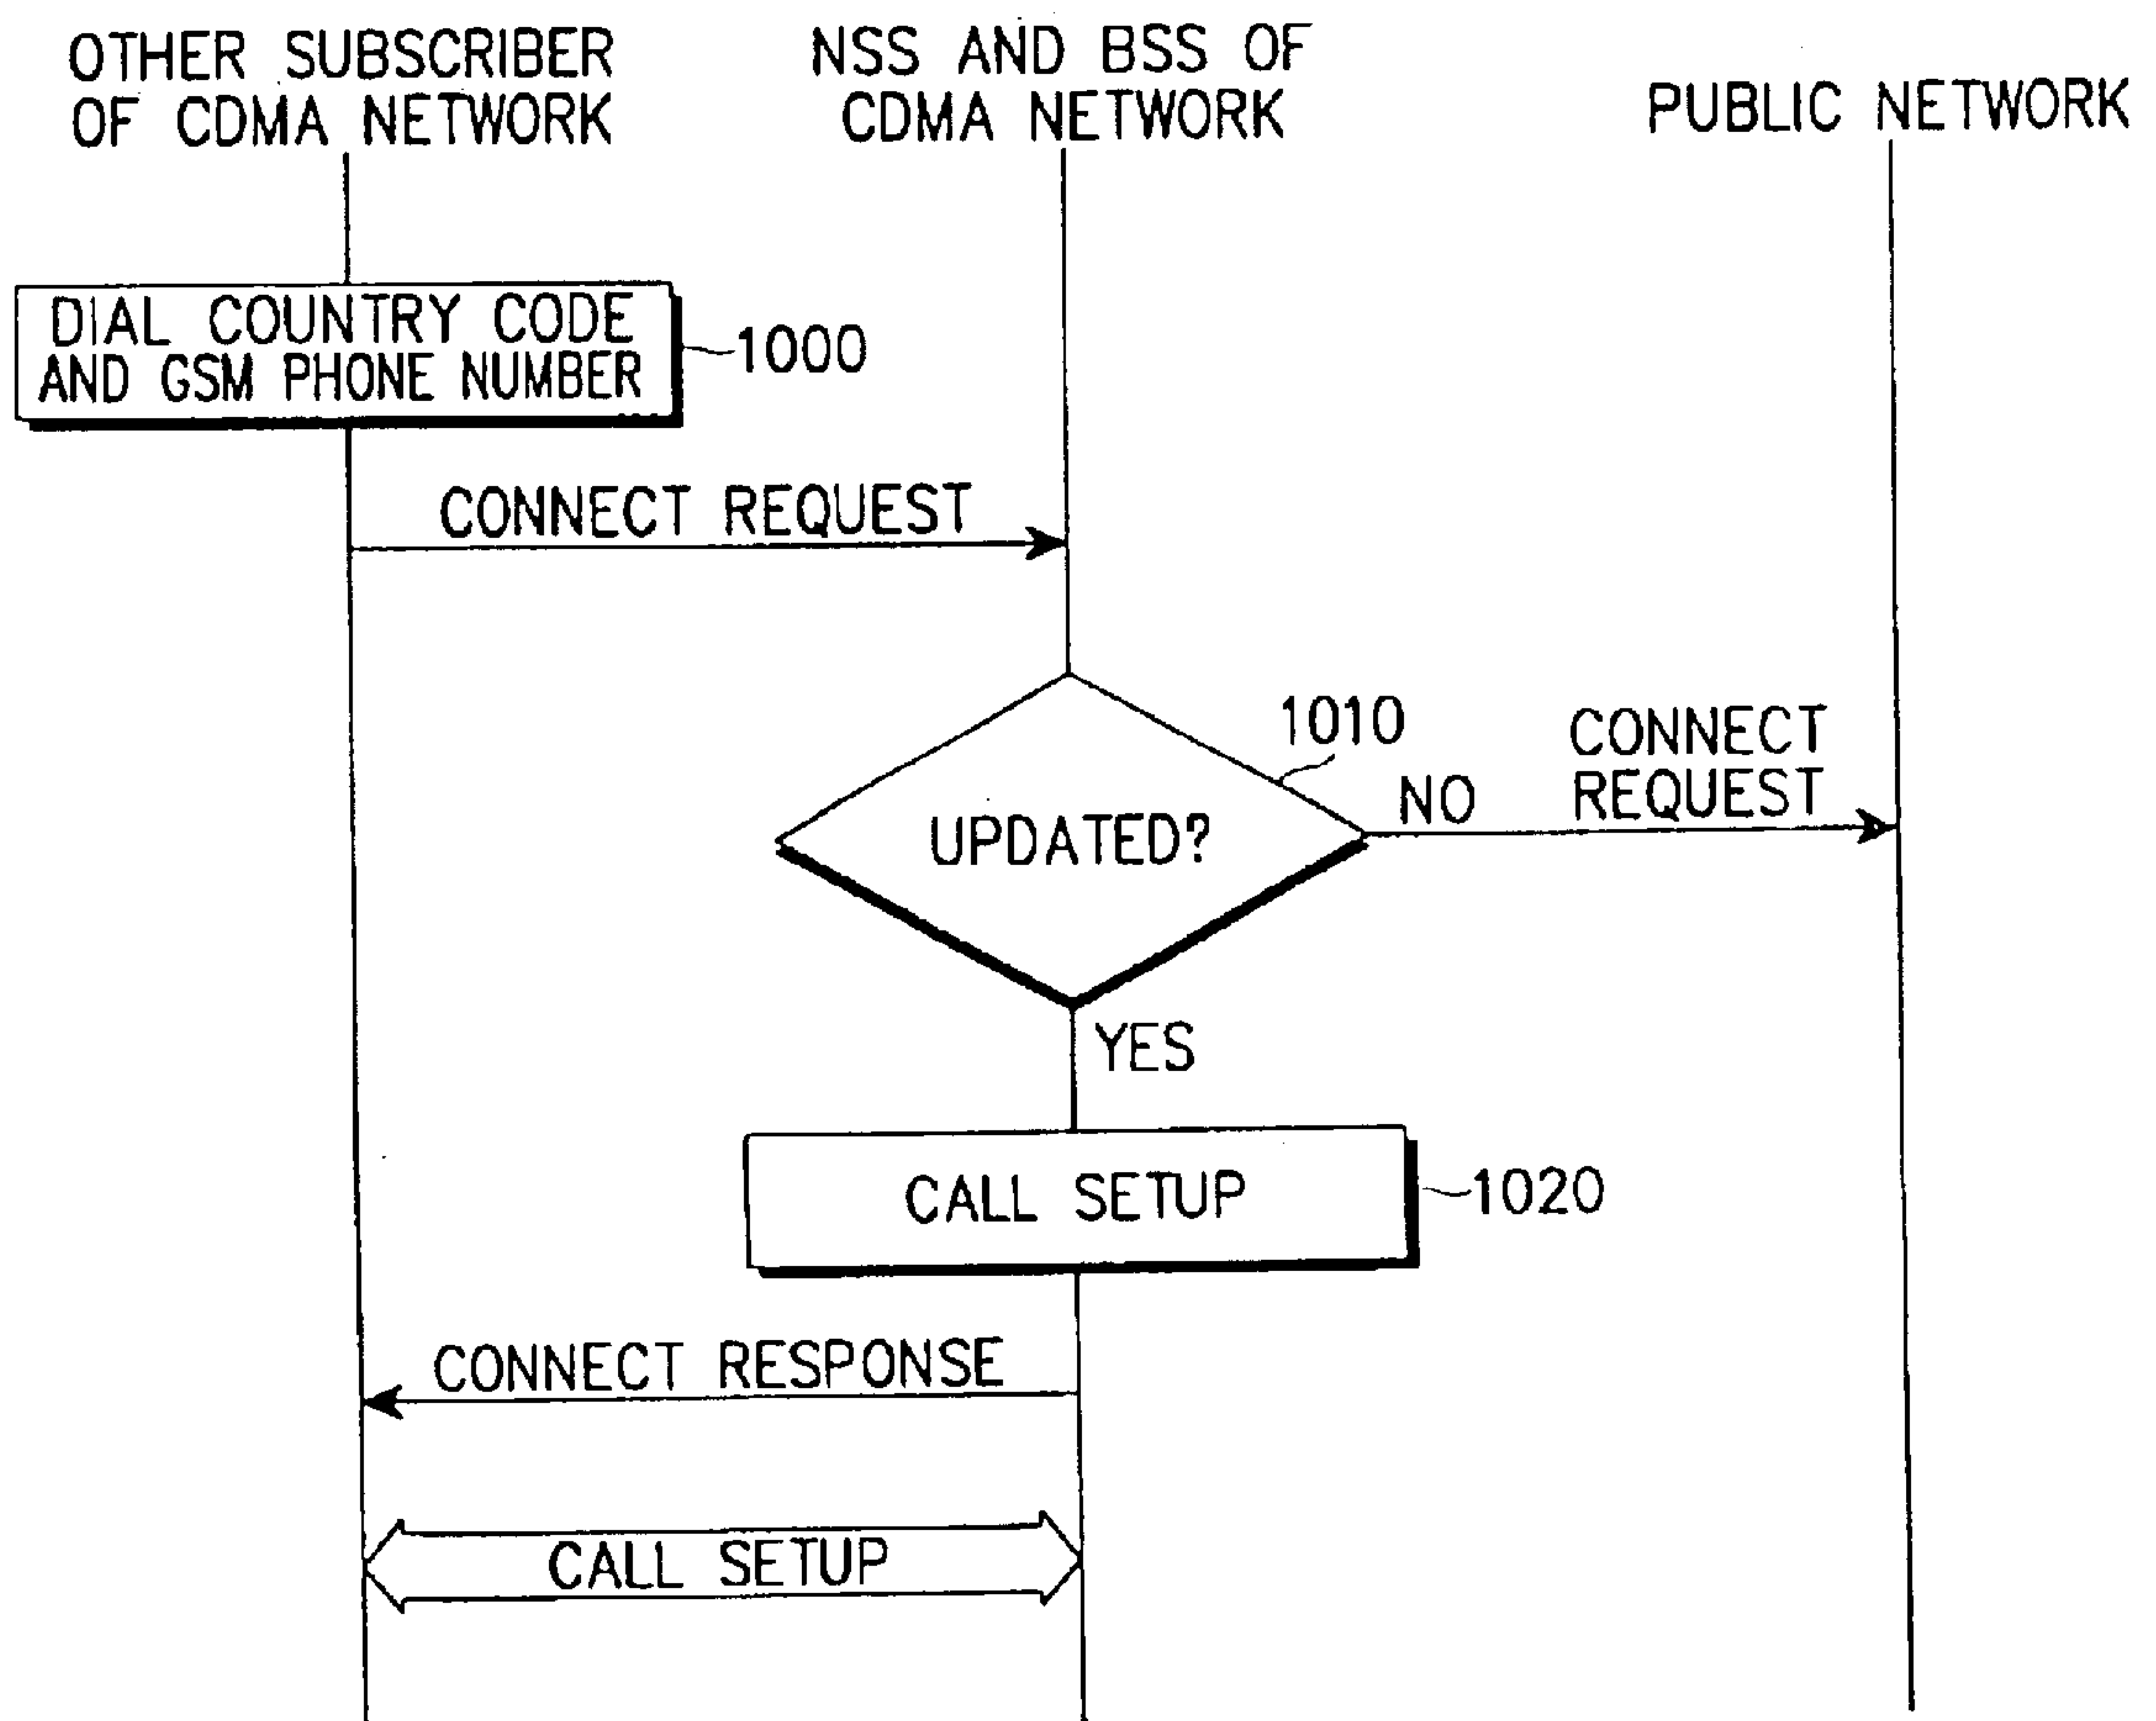 OTHER SUBSCRIBER
OF CDMA NETWORK
NSS AND BSS OF
CDMA NETWORK
PUBLIC NETWORK
DIAL COUNTRY CODE
AND GSM PHONE NUMBER
1000
CONNECT REQUEST
1010
CONNECT
REQUEST
NO
UPDATED?
YES
CALL SETUP
1020
CONNECT RESPONSE
CALL SETUP